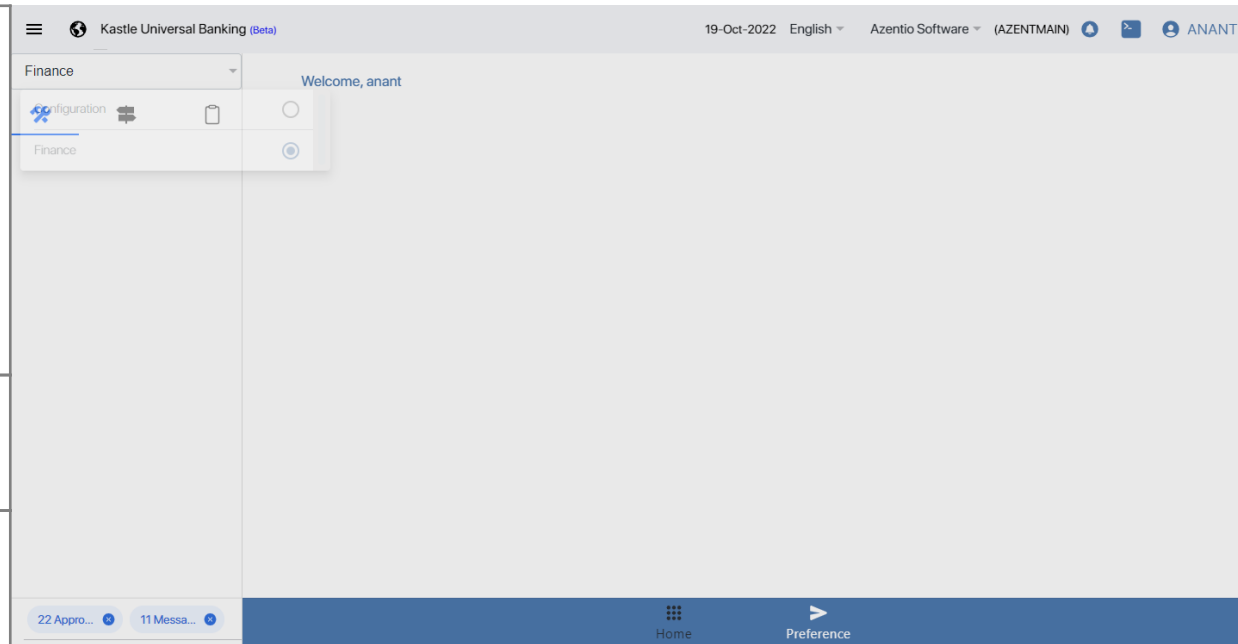 Kastle Universal Banking (Beta)
19-Oct-2022 English Azentio Software (AZENTMAIN) ANANT
Finance
Welcome, anant
Configuration
Finance
22 Appro... 11 Messa...
Home Preference